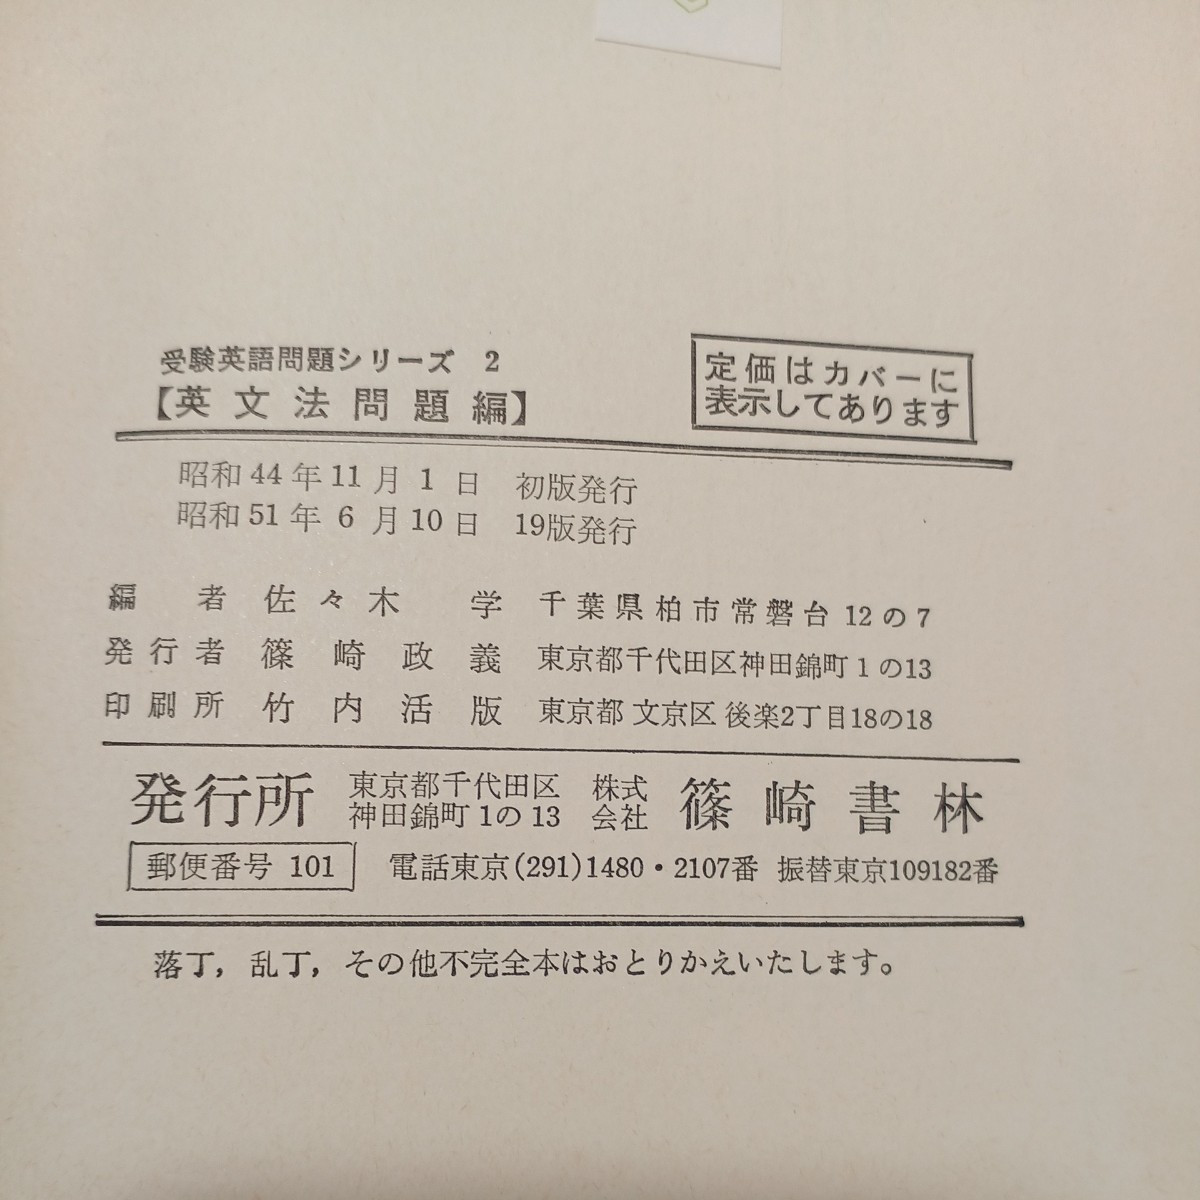 受験英語問題シリーズ 2
【英文法問題編】
定価はカバーに
表示してあります
昭和44年11月1日 初版発行
昭和51年6月10日 19版発行
編者 佐々木 学 千葉県柏市常磐台12の7
発行者 篠崎政義 東京都千代田区神田錦町1の13
印刷所 竹内活版 東京都文京区後楽2丁目18の18
発行所 東京都千代田区神田錦町1の13 株式会社 篠崎書林
郵便番号 101 電話東京(291)1480・2107番 振替東京109182番
落丁，乱丁，その他不完全本はおとりかえいたします。